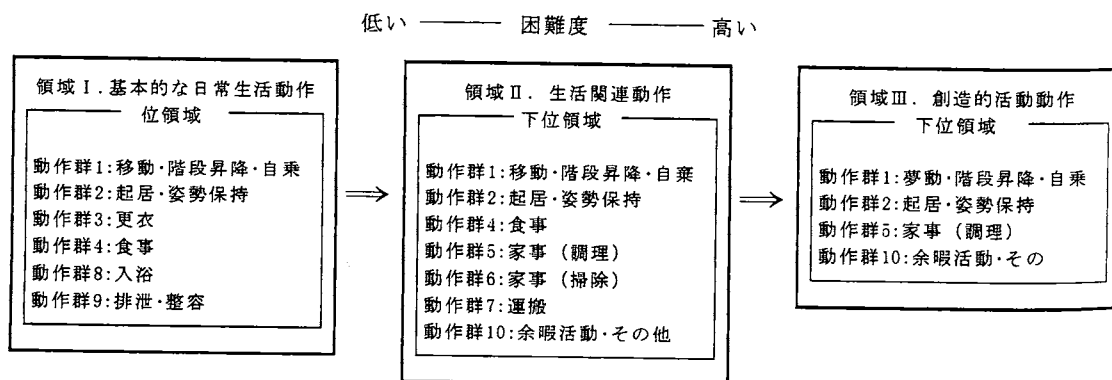 低い ─── 困難度 ─── 高い
領域Ⅰ.基本的な日常生活動作
位領域
動作群1:移動・階段昇降・自乗
動作群2:起居・姿勢保持
動作群3:更衣
動作群4:食事
動作群8:入浴
動作群9:排泄・整容
⇒
領域Ⅱ. 生活関連動作
下位領域
動作群1:移動・階段昇降・自棄
動作群2:起居・姿勢保持
動作群4:食事
動作群5:家事(調理)
動作群6:家事(掃除)
動作群7:運搬
動作群10:余暇活動・その他
⇒
領域Ⅲ. 創造的活動動作
下位領域
動作群1:夢動・階段昇降・自乗
動作群2:起居・姿勢保持
動作群5:家事(調理)
動作群10:余暇活動・その